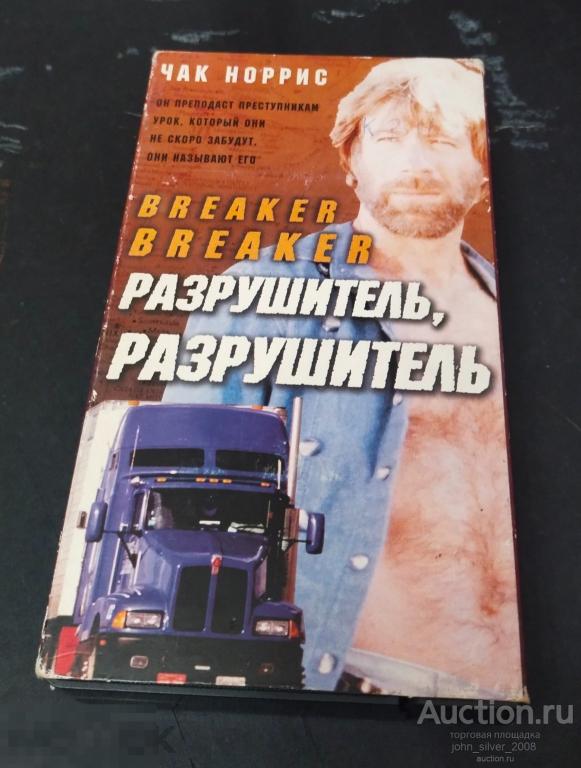 ЧАК НОРРИС
ОН ПРЕПОДАСТ ПРЕСТУПНИКАМ
УРОК, КОТОРЫЙ ОНИ
НЕ СКОРО ЗАБУДУТ,
ОНИ НАЗЫВАЮТ ЕГО
BREAKER
BREAKER
РАЗРУШИТЕЛЬ,
РАЗРУШИТЕЛЬ
Auction.ru
торговая площадка
john_silver_2008
auction.ru